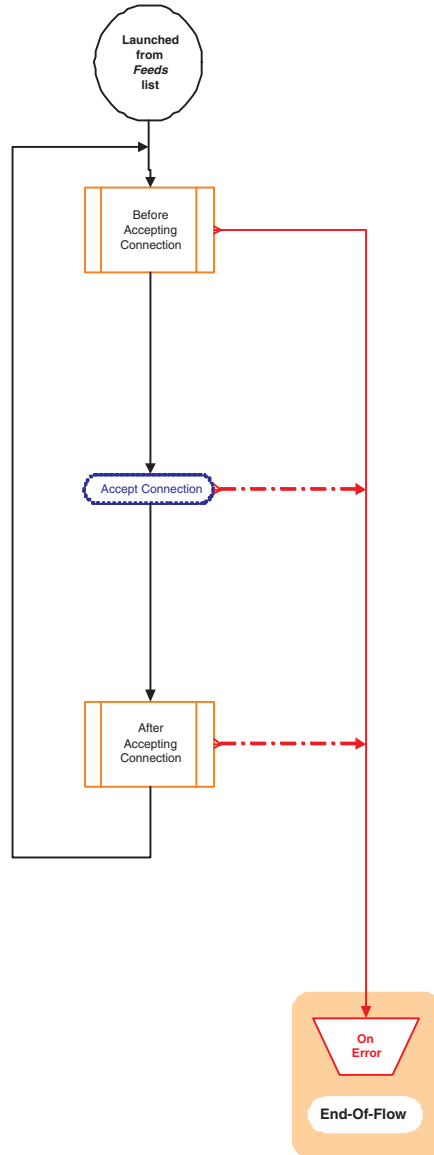 Launched
from
Feeds
list
Before
Accepting
Connection
Accept Connection
After
Accepting
Connection
On
Error
End-Of-Flow